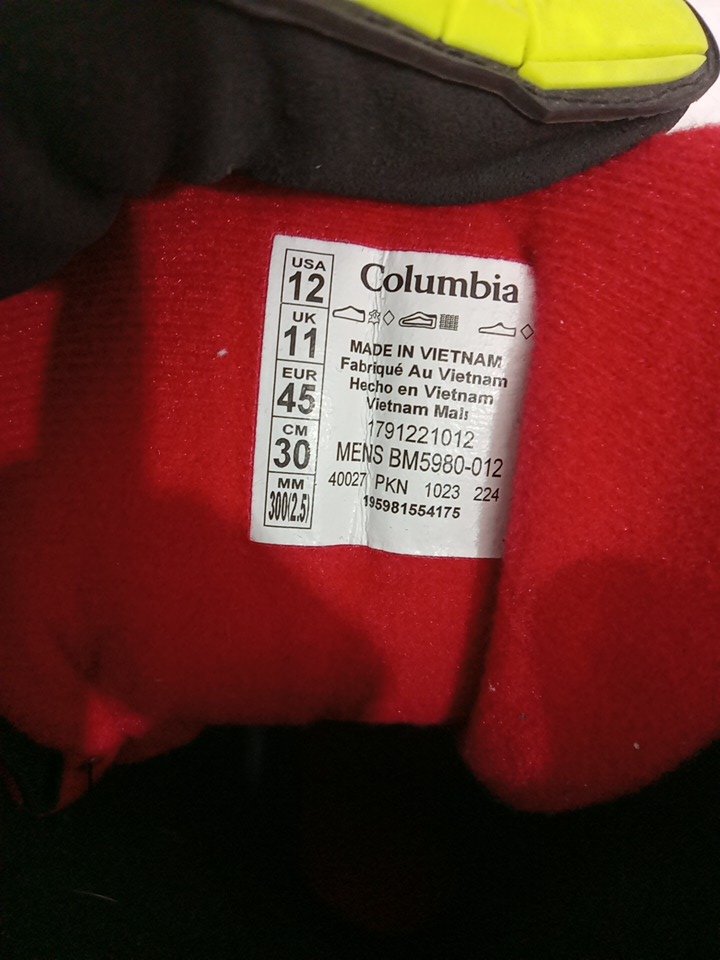 USA
12
UK
11
EUR
45
CM
30
MM
300(2.5)
Columbia
MADE IN VIETNAM
Fabriqué Au Vietnam
Hecho en Vietnam
Vietnam Malı
1791221012
MENS BM5980-012
40027 PKN 1023 224
195981554175